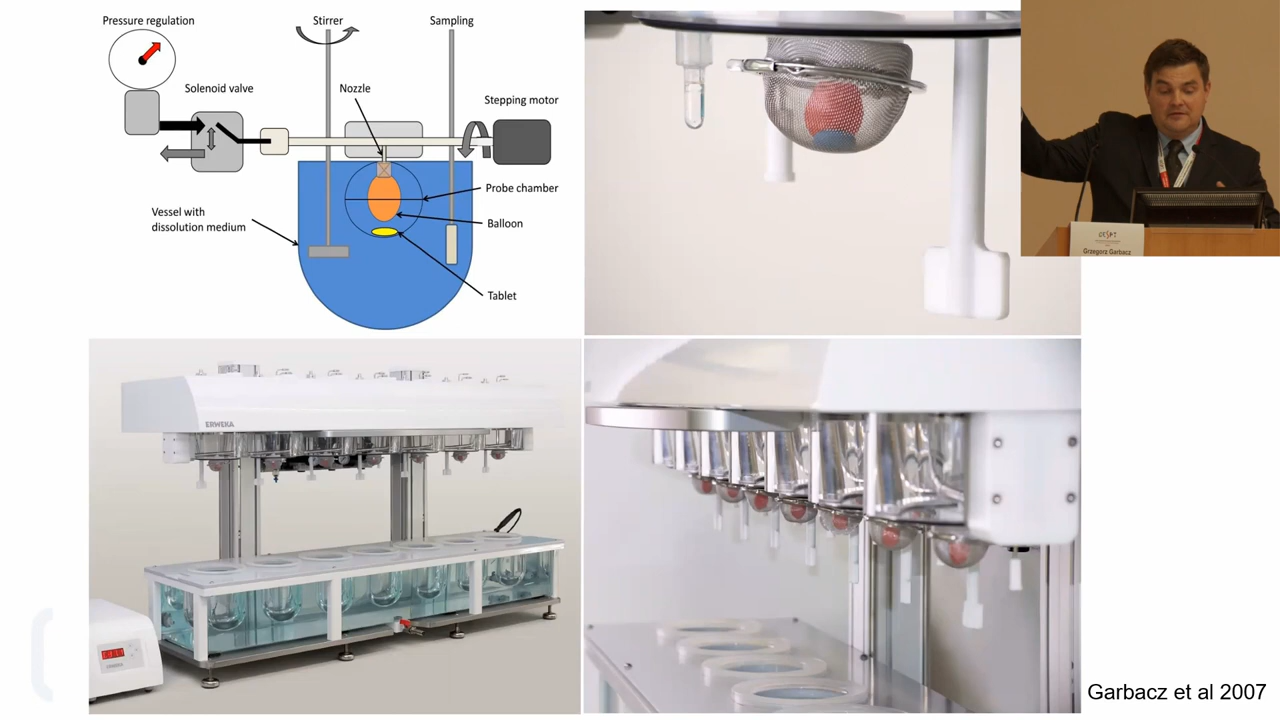 Pressure regulation
Stirrer
Sampling
Solenoid valve
Nozzle
Stepping motor
Probe chamber
Vessel with
dissolution medium
Balloon
Tablet
ERWEKA
Grzegorz Garbacz
Garbacz et al 2007